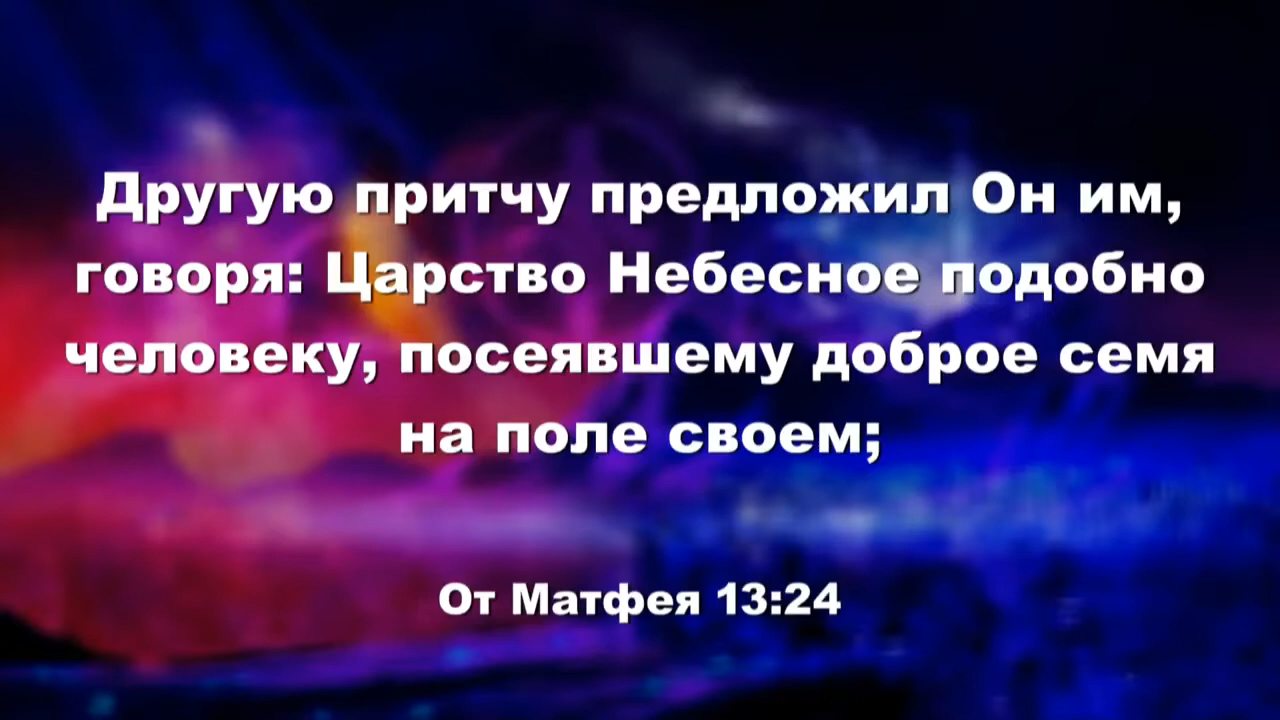 Другую притчу предложил Он им,
говоря: Царство Небесное подобно
человеку, посеявшему доброе семя
на поле своем;
От Матфея 13:24